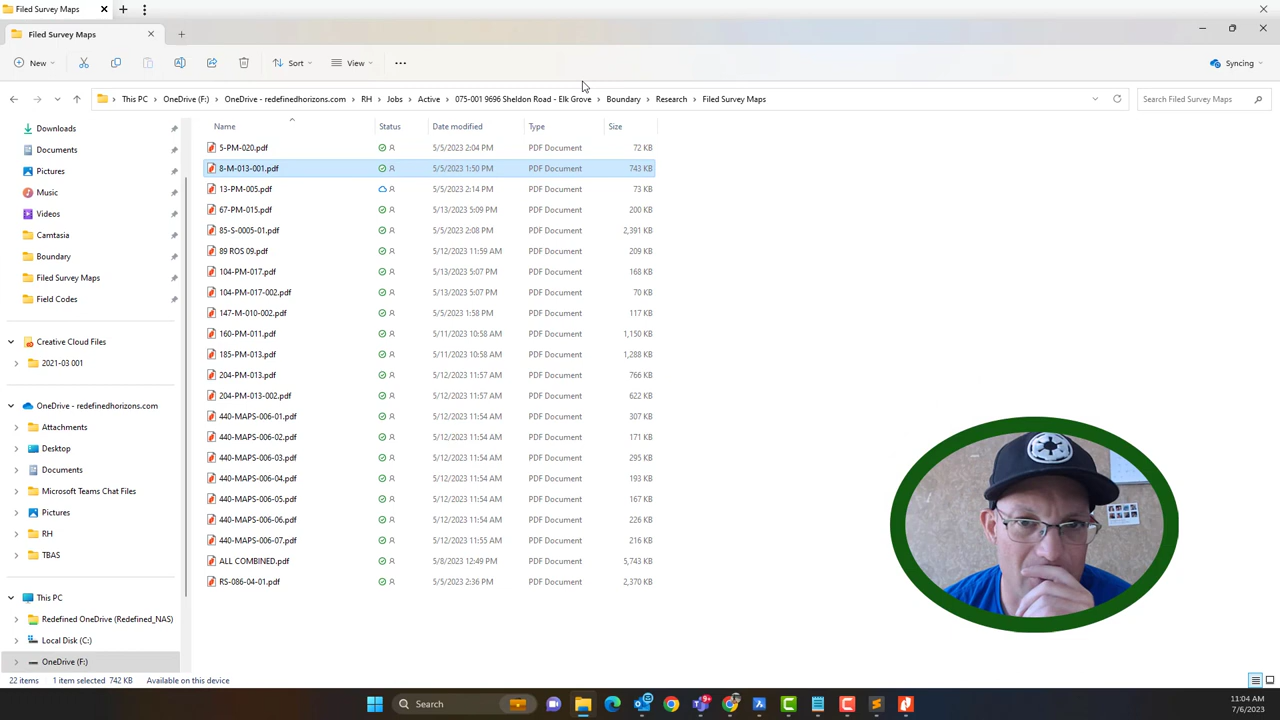 Filed Survey Maps
Filed Survey Maps
New
Sort
View
Syncing
This PC > OneDrive (F:) > OneDrive - redefinedhorizons.com > RH > Jobs > Active > 075-001 9696 Sheldon Road - Elk Grove > Boundary > Research > Filed Survey Maps
Search Filed Survey Maps
Downloads
Documents
Pictures
Music
Videos
Camtasia
Boundary
Filed Survey Maps
Field Codes
Creative Cloud Files
2021-03 001
OneDrive - redefinedhorizons.com
Attachments
Desktop
Documents
Microsoft Teams Chat Files
Pictures
RH
TBAS
This PC
Redefined OneDrive (Redefined_NAS)
Local Disk (C:)
OneDrive (F:)
Name Status Date modified Type Size
5-PM-020.pdf 5/5/2023 2:04 PM PDF Document 72 KB
8-M-013-001.pdf 5/5/2023 1:50 PM PDF Document 743 KB
13-PM-005.pdf 5/5/2023 2:14 PM PDF Document 73 KB
67-PM-015.pdf 5/13/2023 5:09 PM PDF Document 200 KB
85-S-0005-01.pdf 5/5/2023 2:08 PM PDF Document 2,391 KB
89 ROS 09.pdf 5/12/2023 11:59 AM PDF Document 209 KB
104-PM-017.pdf 5/13/2023 5:07 PM PDF Document 168 KB
104-PM-017-002.pdf 5/13/2023 5:07 PM PDF Document 70 KB
147-M-010-002.pdf 5/5/2023 1:58 PM PDF Document 117 KB
160-PM-011.pdf 5/11/2023 10:58 AM PDF Document 1,150 KB
185-PM-013.pdf 5/11/2023 10:58 AM PDF Document 1,288 KB
204-PM-013.pdf 5/12/2023 11:57 AM PDF Document 766 KB
204-PM-013-002.pdf 5/12/2023 11:57 AM PDF Document 622 KB
440-MAPS-006-01.pdf 5/12/2023 11:54 AM PDF Document 307 KB
440-MAPS-006-02.pdf 5/12/2023 11:54 AM PDF Document 171 KB
440-MAPS-006-03.pdf 5/12/2023 11:54 AM PDF Document 295 KB
440-MAPS-006-04.pdf 5/12/2023 11:54 AM PDF Document 193 KB
440-MAPS-006-05.pdf 5/12/2023 11:54 AM PDF Document 167 KB
440-MAPS-006-06.pdf 5/12/2023 11:54 AM PDF Document 226 KB
440-MAPS-006-07.pdf 5/12/2023 11:55 AM PDF Document 216 KB
ALL COMBINED.pdf 5/8/2023 12:49 PM PDF Document 5,743 KB
RS-086-04-01.pdf 5/5/2023 2:36 PM PDF Document 2,370 KB
22 items 1 item selected 742 KB Available on this device
Search
11:04 AM
7/6/2023